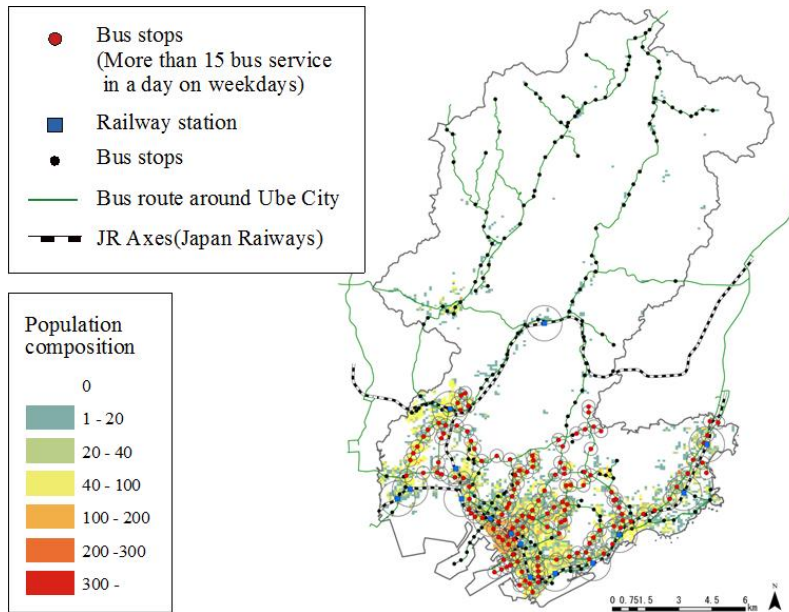 Bus stops
(More than 15 bus service
in a day on weekdays)
Railway station
Bus stops
Bus route around Ube City
JR Axes(Japan Raiways)
Population
composition
0
1 - 20
20 - 40
40 - 100
100 - 200
200 -300
300 -
N
0 0.751.5 3 4.5 6
km